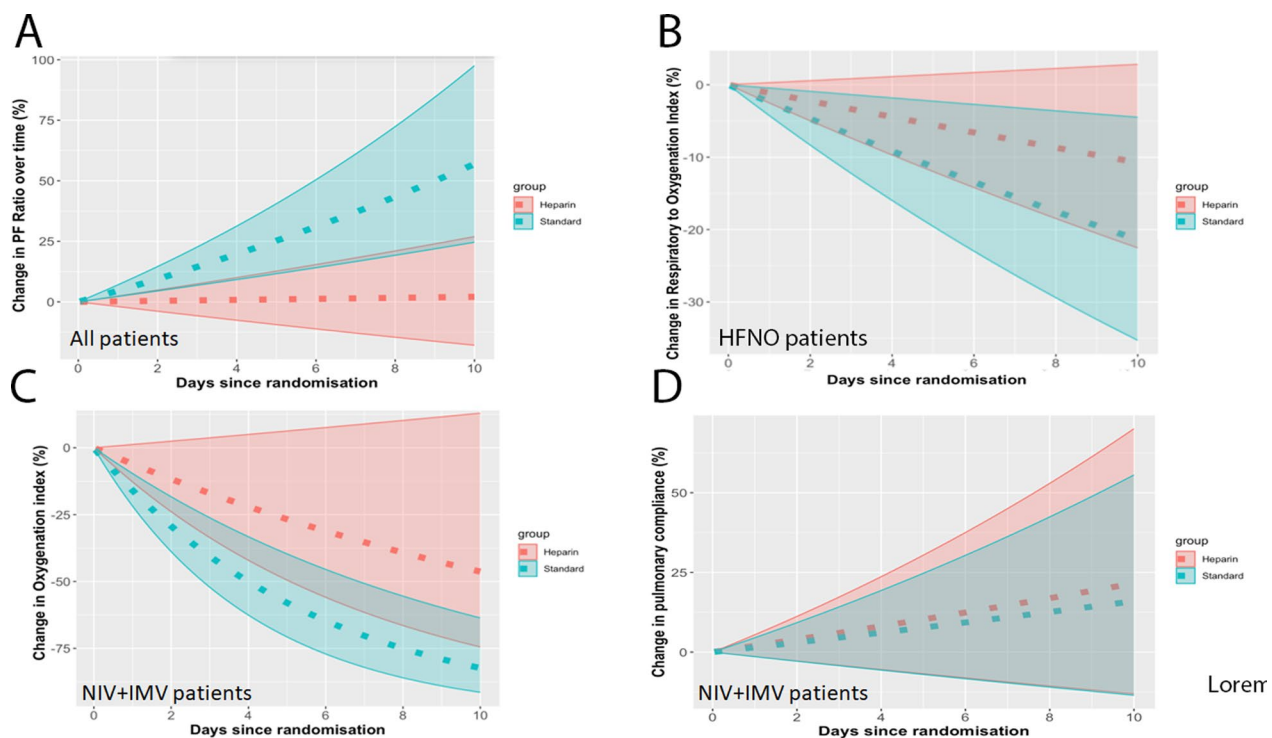 A
Change in PF Ratio over time (%)
100
75
50
25
0
All patients
0 2 4 6 8 10
Days since randomisation
group
Heparin
Standard
B
Change in Respiratory to Oxygenation Index (%)
0
-10
-20
-30
HFNO patients
0 2 4 6 8 10
Days since randomisation
group
Heparin
Standard
C
Change in Oxygenation index (%)
0
-25
-50
-75
NIV+IMV patients
0 2 4 6 8 10
Days since randomisation
group
Heparin
Standard
D
Change in pulmonary compliance (%)
50
25
0
NIV+IMV patients
0 2 4 6 8 10
Days since randomisation
group
Heparin
Standard
Lorem